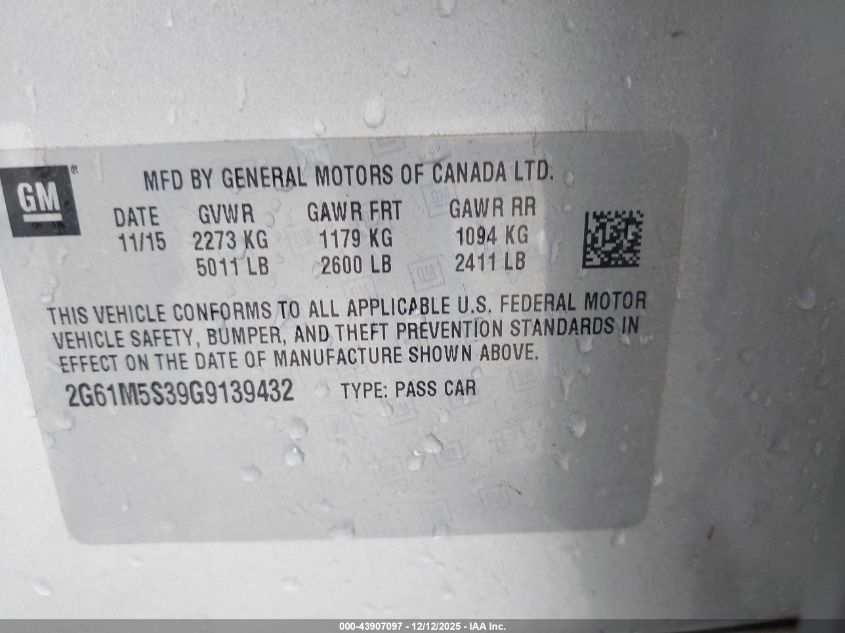 GM
MFD BY GENERAL MOTORS OF CANADA LTD.
DATE GVWR GAWR FRT GAWR RR
11/15 2273 KG 1179 KG 1094 KG
5011 LB 2600 LB 2411 LB
THIS VEHICLE CONFORMS TO ALL APPLICABLE U.S. FEDERAL MOTOR
VEHICLE SAFETY, BUMPER, AND THEFT PREVENTION STANDARDS IN
EFFECT ON THE DATE OF MANUFACTURE SHOWN ABOVE.
2G61M5S39G9139432 TYPE: PASS CAR
000-43907097 - 12/12/2025 - IAA Inc.